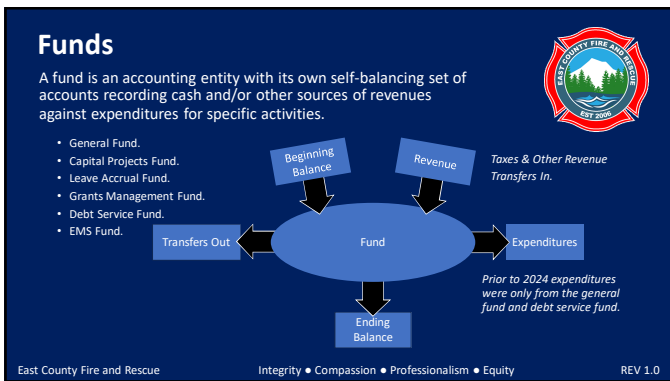 Funds
A fund is an accounting entity with its own self-balancing set of
accounts recording cash and/or other sources of revenues
against expenditures for specific activities.
EAST COUNTY FIRE AND RESCUE
EST 2006
• General Fund.
• Capital Projects Fund.
• Leave Accrual Fund.
• Grants Management Fund.
• Debt Service Fund.
• EMS Fund.
Beginning
Balance
Revenue
Taxes & Other Revenue
Transfers In.
Transfers Out
Fund
Expenditures
Prior to 2024 expenditures
were only from the general
fund and debt service fund.
Ending
Balance
East County Fire and Rescue
Integrity ● Compassion ● Professionalism ● Equity
REV 1.0